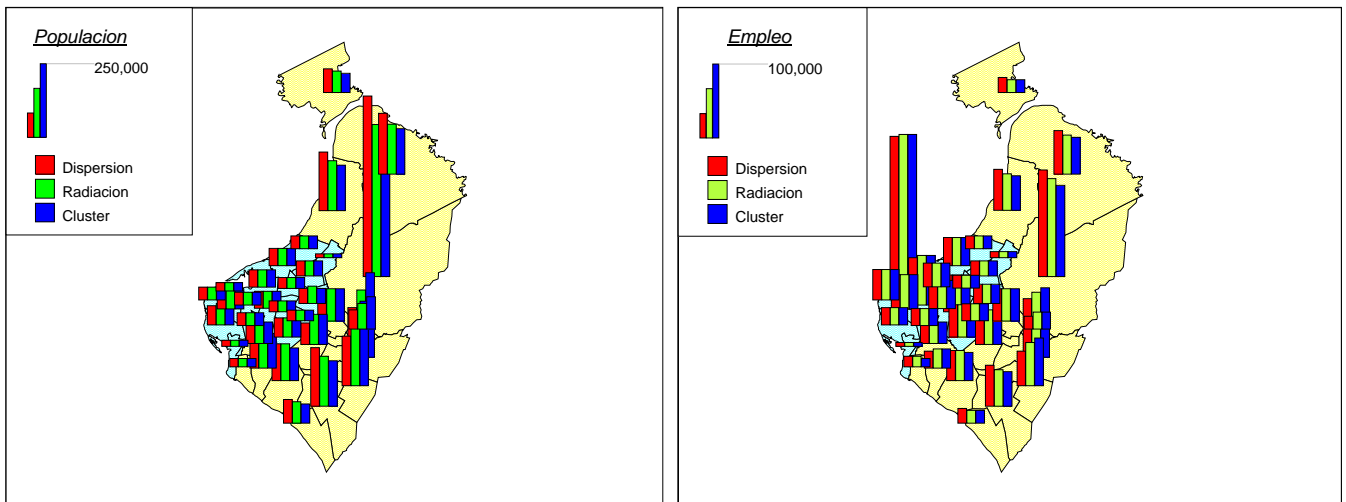 Populacion
250,000
Dispersion
Radiacion
Cluster
Empleo
100,000
Dispersion
Radiacion
Cluster